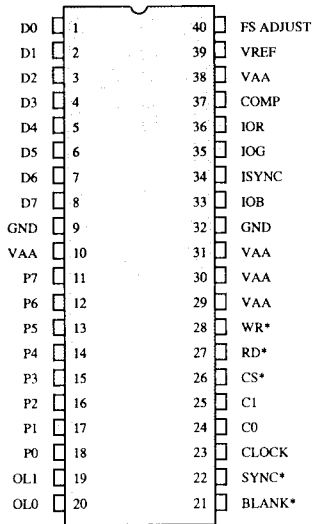 D0 1 40 FS ADJUST
D1 2 39 VREF
D2 3 38 VAA
D3 4 37 COMP
D4 5 36 IOR
D5 6 35 IOG
D6 7 34 ISYNC
D7 8 33 IOB
GND 9 32 GND
VAA 10 31 VAA
P7 11 30 VAA
P6 12 29 VAA
P5 13 28 WR*
P4 14 27 RD*
P3 15 26 CS*
P2 16 25 C1
P1 17 24 C0
P0 18 23 CLOCK
OL1 19 22 SYNC*
OL0 20 21 BLANK*